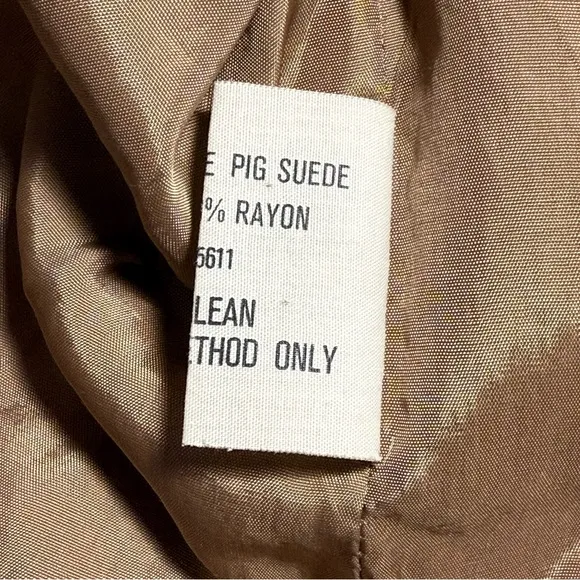 E PIG SUEDE
% RAYON
5611
LEAN
ETHOD ONLY